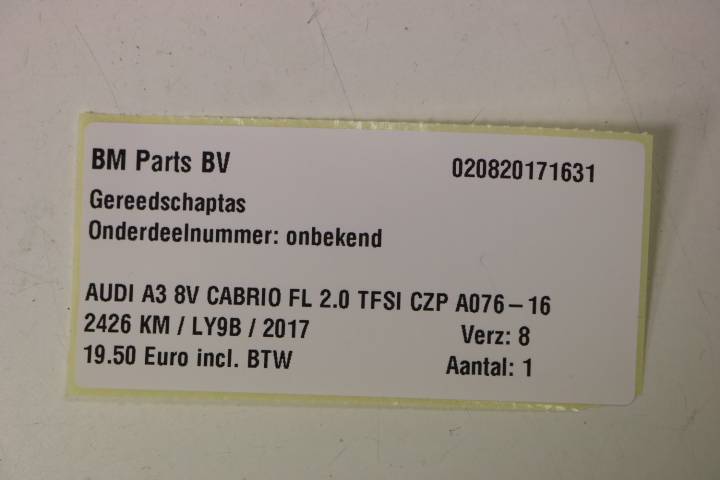 BM Parts BV 020820171631
Gereedschaptas
Onderdeelnummer: onbekend
AUDI A3 8V CABRIO FL 2.0 TFSI CZP A076-16
2426 KM / LY9B / 2017 Verz: 8
19.50 Euro incl. BTW Aantal: 1